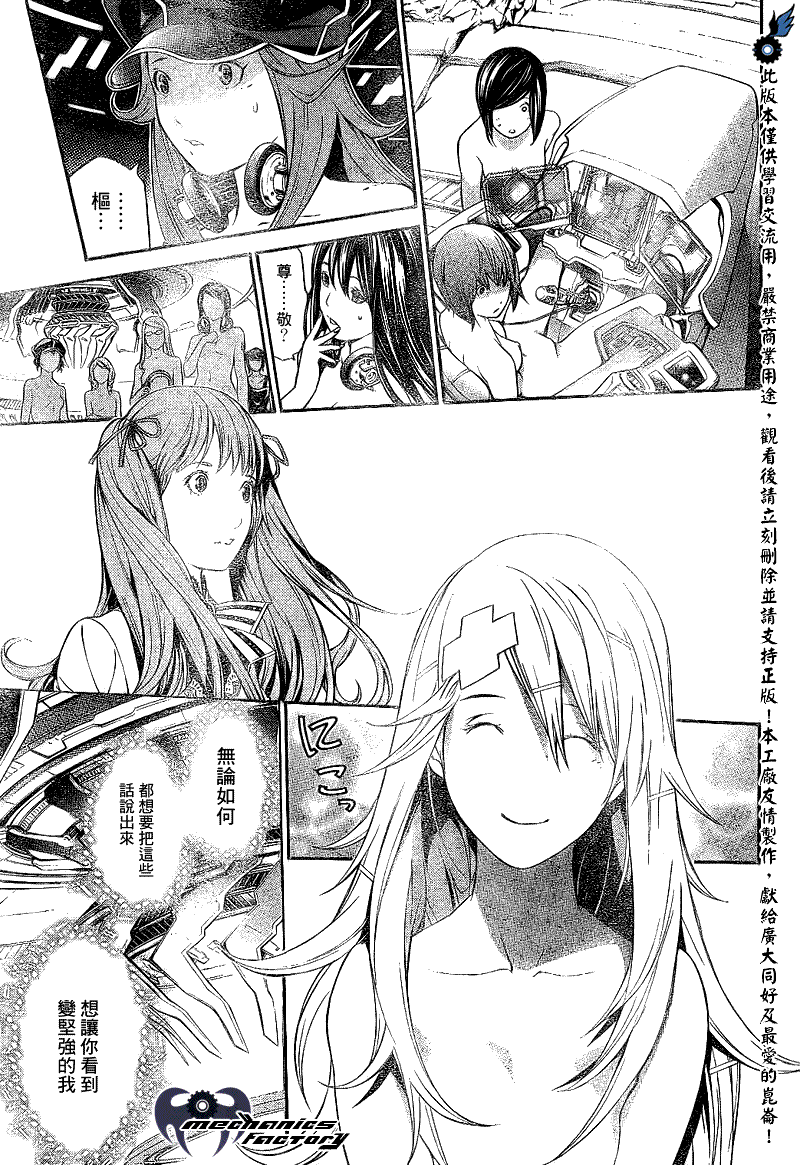 此版本僅供學習交流用，嚴禁商業用途，觀看後請立刻刪除並請支持正版！本工廠友情製作，獻給廣大同好及最愛的崑崙！
……
樞…
尊……
敬？
にこっ
無論如何
都想要把這些
話說出來
想讓你看到
變堅強的我
mechanics
factory